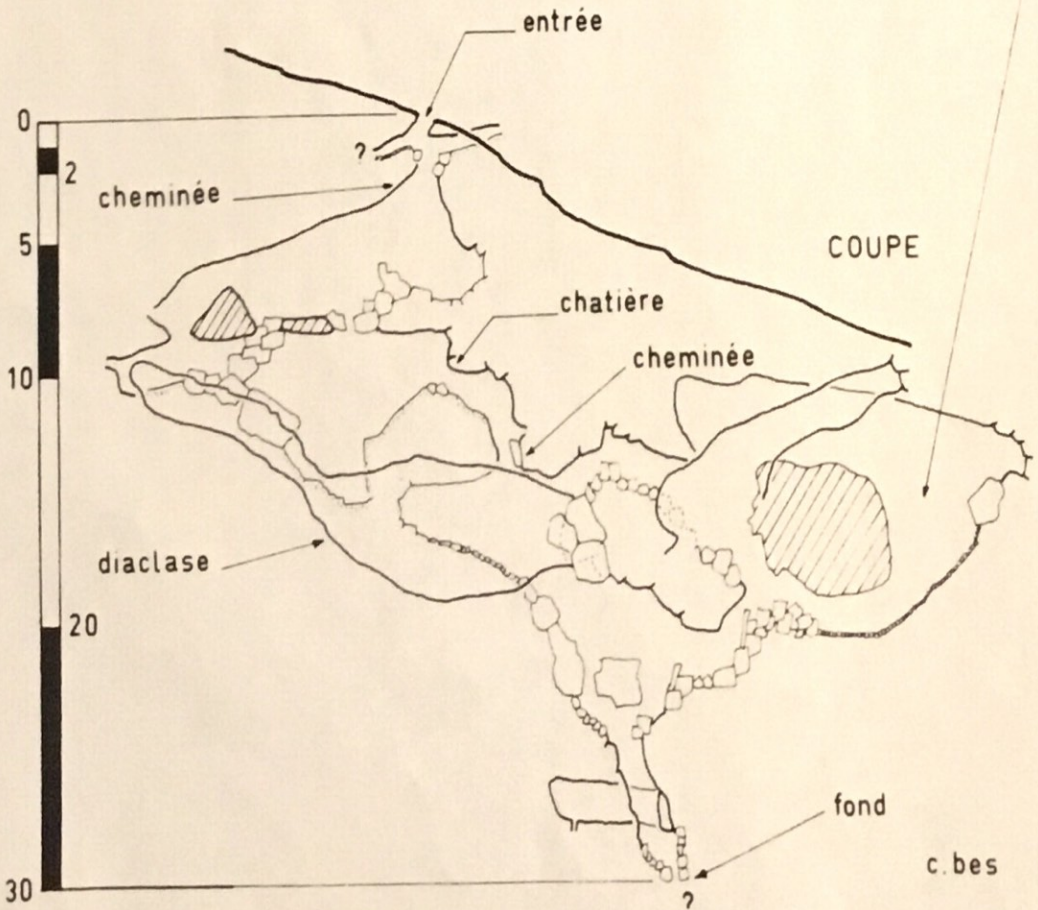 entrée
0
?
2
cheminée
5
COUPE
chatière
cheminée
10
diaclase
20
fond
c.bes
30
?